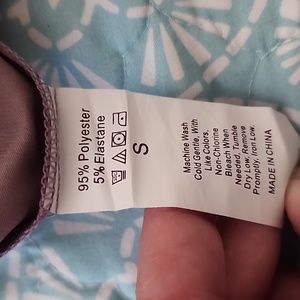 95% Polyester
5% Elastane
S
Machine Wash
Cold Gentle, With
Like Colors,
Non-Chlorine
Bleach When
Needed, Tumble
Dry Low, Remove
Promptly, Iron Low.
MADE IN CHINA